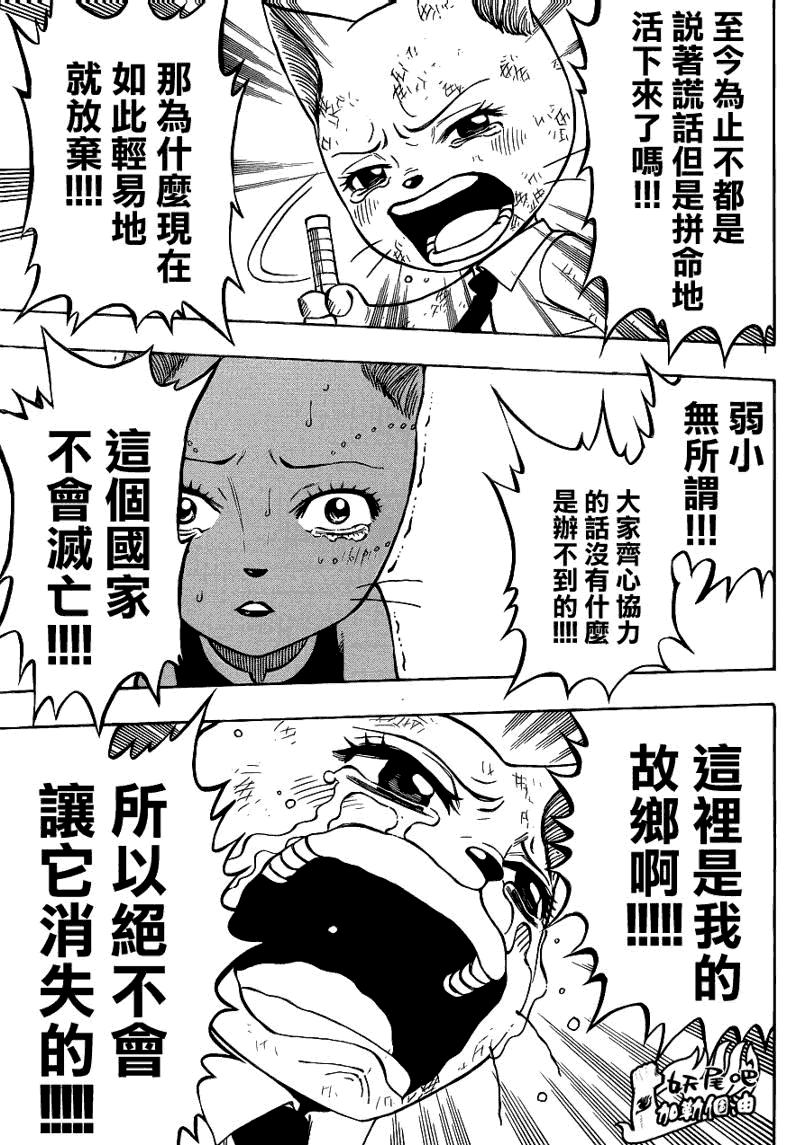 至今為止不都是
說著謊話但是拼命地
活下來了嗎!!!
那為什麼現在
如此輕易地
就放棄!!!!
弱小
無所謂!!!
大家齊心協力
的話沒有什麼
是辦不到的!!!!
這個國家
不會滅亡!!!!
這裡是我的
故鄉啊!!!!!
所以絕不會
讓它消失的!!!!!
妖尾吧
加勒個油